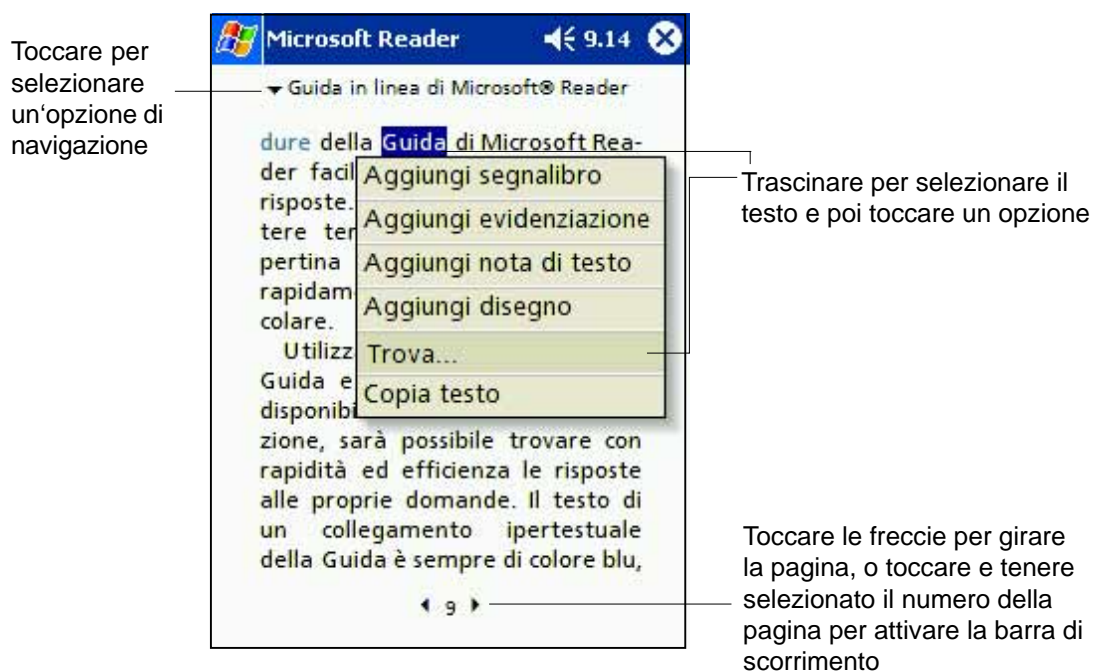 Toccare per
selezionare
un‘opzione di
navigazione
Microsoft Reader 9.14
Guida in linea di Microsoft® Reader
dure della Guida di Microsoft Rea-
der facil
risposte.
tere ter
pertina
rapidam
colare.
Utilizz
Guida e
disponibi
zione, sarà possibile trovare con
rapidità ed efficienza le risposte
alle proprie domande. Il testo di
un collegamento ipertestuale
della Guida è sempre di colore blu,
9
Aggiungi segnalibro
Aggiungi evidenziazione
Aggiungi nota di testo
Aggiungi disegno
Trova...
Copia testo
Trascinare per selezionare il
testo e poi toccare un opzione
Toccare le freccie per girare
la pagina, o toccare e tenere
selezionato il numero della
pagina per attivare la barra di
scorrimento